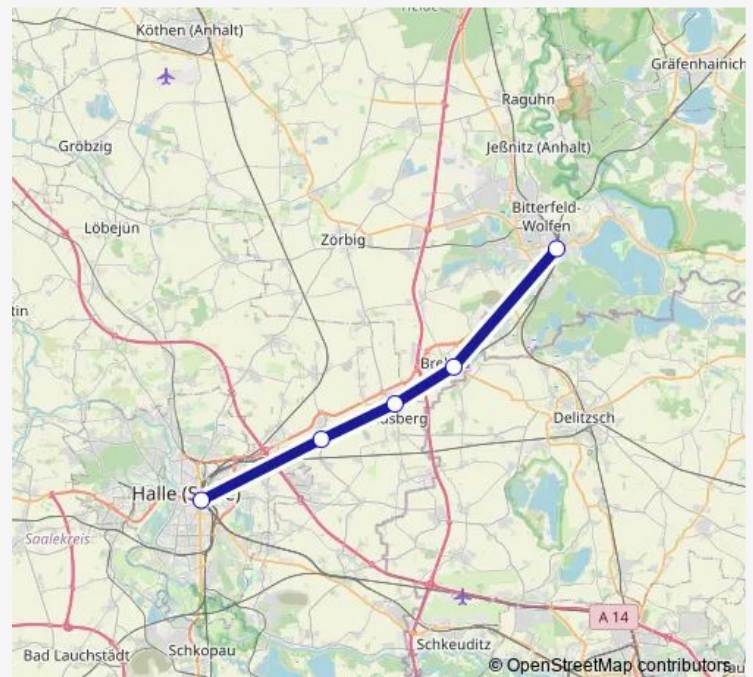 Köthen (Anhalt)
Gräfenhainich
Raguhn
Gröbzig
Jeßnitz (Anhalt)
Bitterfeld-
Wolfen
Löbejün
Zörbig
Delitzsch
Halle (S
Saalekreis
A 14
Schkopau
Schkeuditz
Bad Lauchstädt
© OpenStreetMap contributors